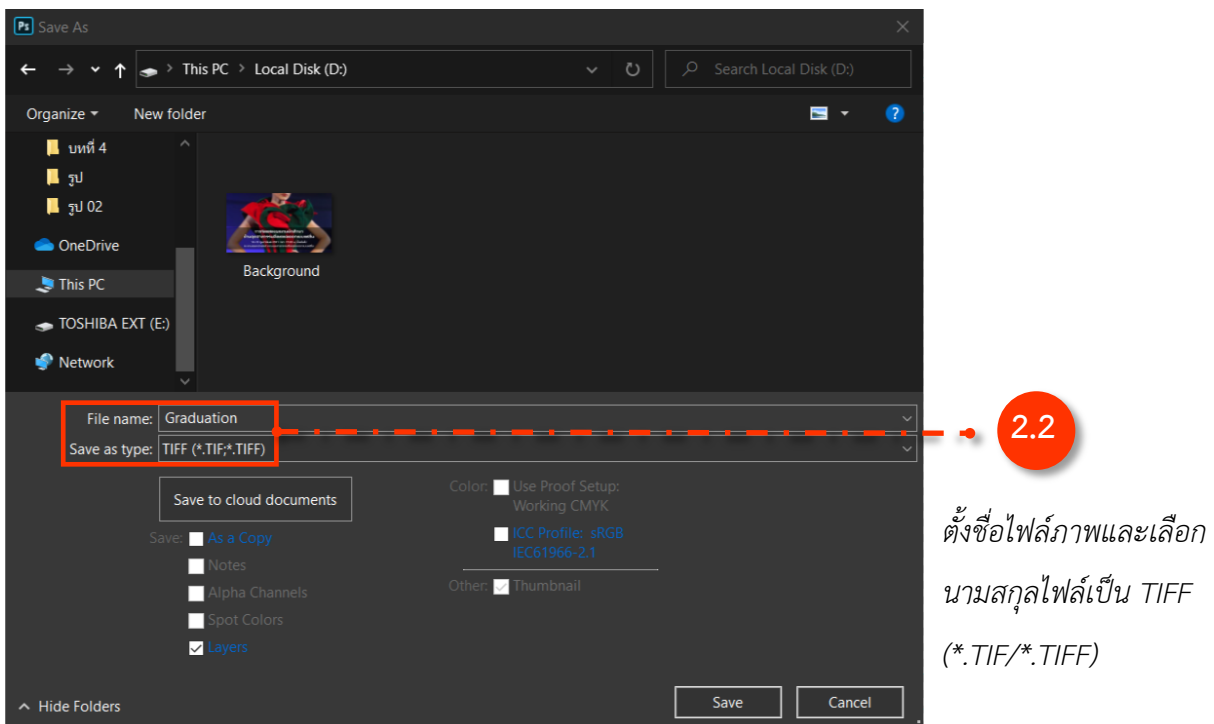 Ps Save As
This PC > Local Disk (D:)
Search Local Disk (D:)
Organize
New folder
บทที่ 4
รูป
รูป 02
OneDrive
This PC
TOSHIBA EXT (E:)
Network
Background
File name: Graduation
Save as type: TIFF (*.TIF;*.TIFF)
2.2
ตั้งชื่อไฟล์ภาพและเลือก
นามสกุลไฟล์เป็น TIFF
(*.TIF/*.TIFF)
Save to cloud documents
Save: As a Copy
Notes
Alpha Channels
Spot Colors
Layers
Color: Use Proof Setup:
Working CMYK
ICC Profile: sRGB
IEC61966-2.1
Other: Thumbnail
Hide Folders
Save
Cancel